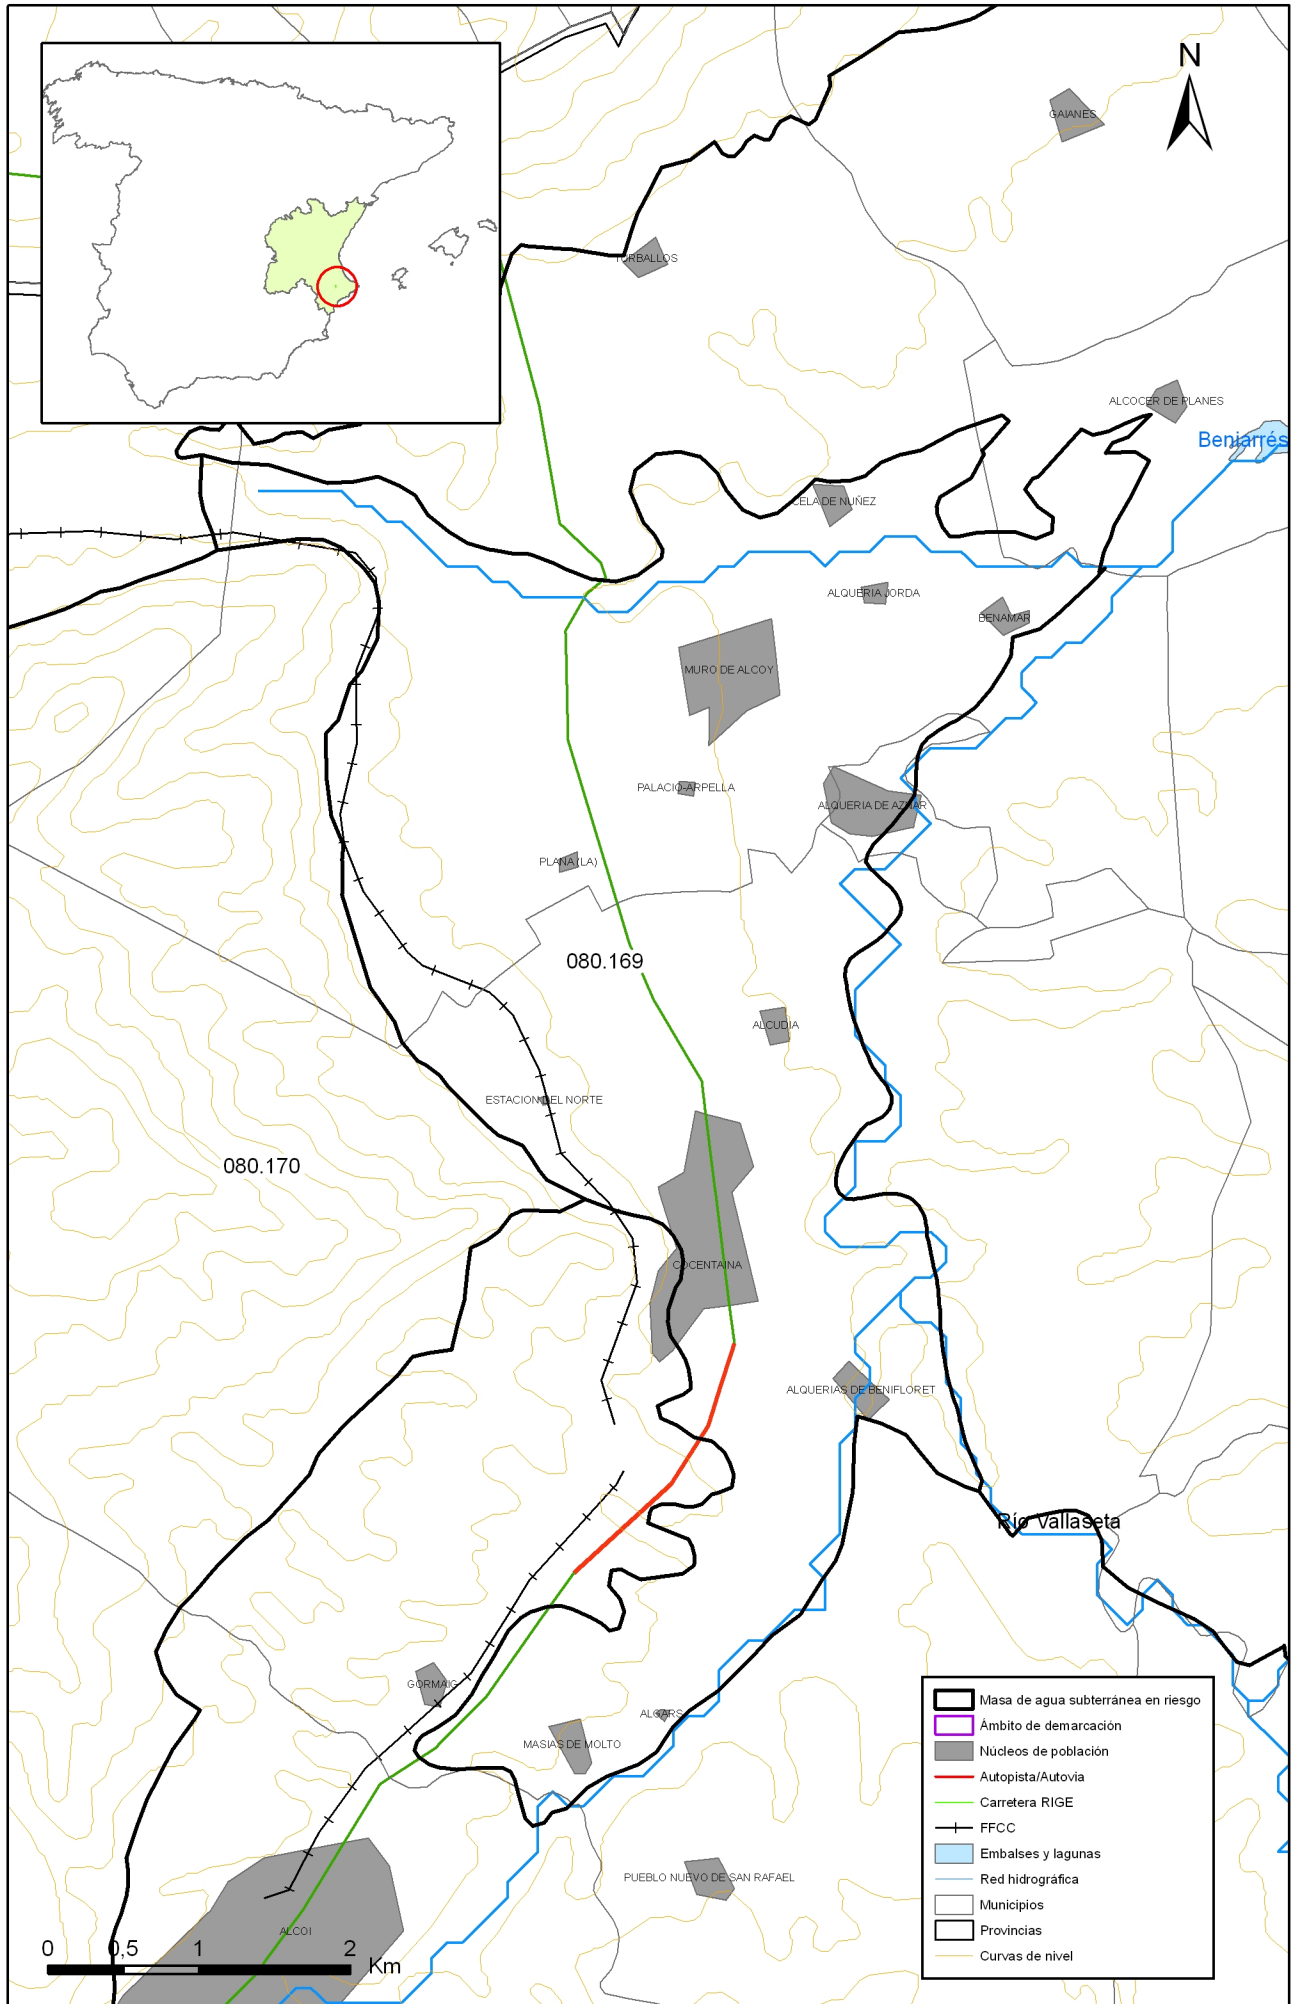 N
GAIANES
TURBALLOS
ALCOCER DE PLANES
Beniarrés
CELA DE NUÑEZ
ALQUERIA JORDA
BENAMAR
MURO DE ALCOY
PALACIO-ARPELLA
ALQUERIA DE AZNAR
PLANA (LA)
080.169
ALCUDIA
ESTACION DEL NORTE
080.170
COCENTAINA
ALQUERIAS DE BENIFLORET
Río Vallaseta
GORMAIG
ALGARS
MASIAS DE MOLTO
PUEBLO NUEVO DE SAN RAFAEL
ALCOI
0 0,5 1 2
Km
Masa de agua subterránea en riesgo
Ámbito de demarcación
Núcleos de población
Autopista/Autovia
Carretera RIGE
FFCC
Embalses y lagunas
Red hidrográfica
Municipios
Provincias
Curvas de nivel